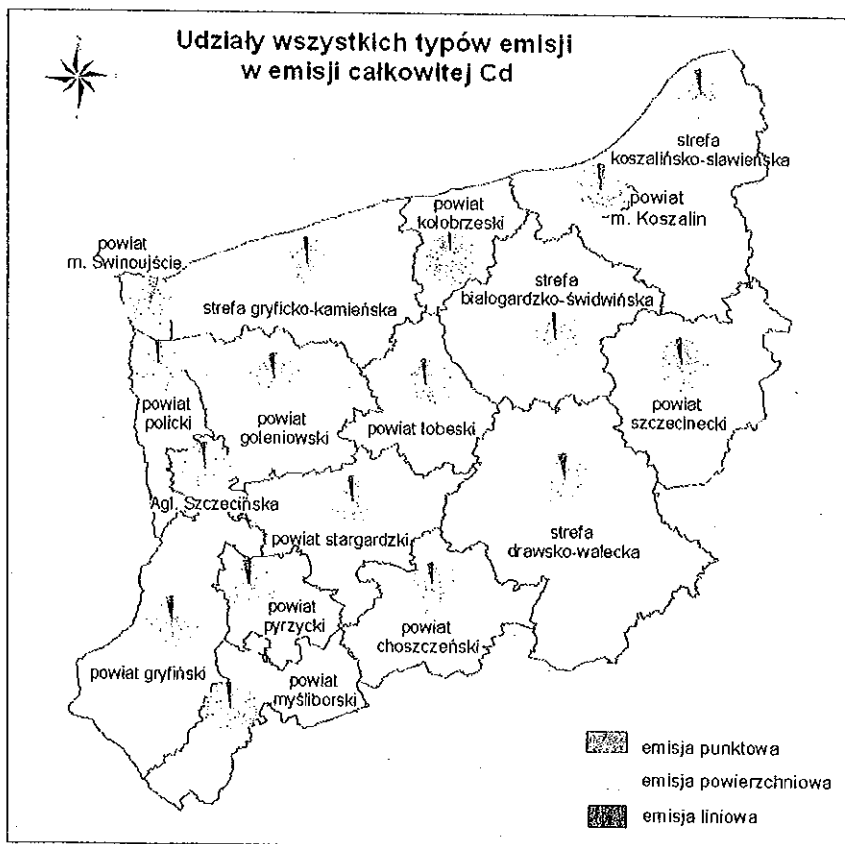 Udziały wszystkich typów emisji
w emisji całkowitej Cd
strefa
koszalińsko-slawieńska
powiat
m. Koszalin
powiat
kołobrzeski
powiat
m. Świnoujście
strefa gryficko-kamieńska
strefa
białogardzko-świdwińska
powiat
policki
powiat
goleniowski
powiat łobeski
powiat
szczecinecki
Agl. Szczecińska
powiat stargardzki
strefa
drawsko-wałecka
powiat
pyrzycki
powiat
choszczeński
powiat gryfiński
powiat
myśliborski
emisja punktowa
emisja powierzchniowa
emisja liniowa